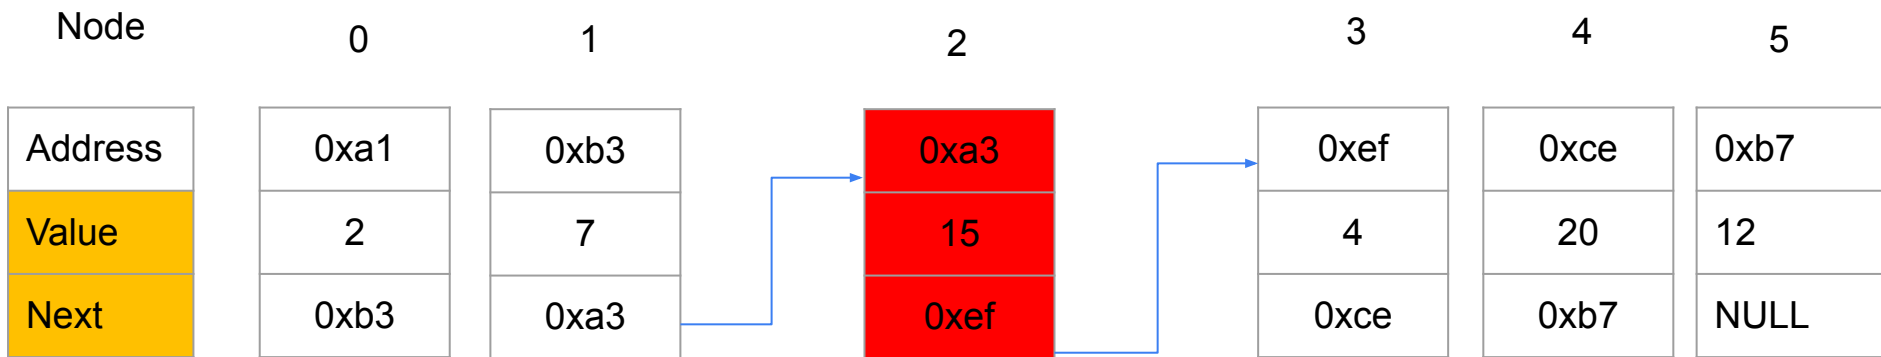 Node 0 1 2 3 4 5
Address 0xa1 0xb3 0xa3 0xef 0xce 0xb7
Value 2 7 15 4 20 12
Next 0xb3 0xa3 0xef 0xce 0xb7 NULL